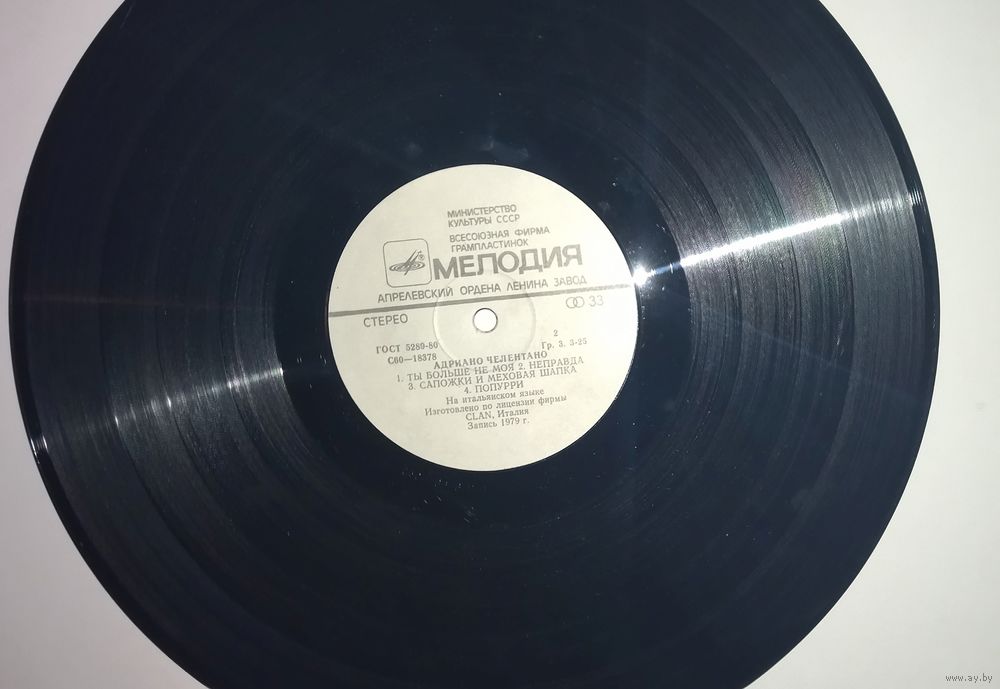 МИНИСТЕРСТВО
КУЛЬТУРЫ СССР
ВСЕСОЮЗНАЯ ФИРМА
ГРАМПЛАСТИНОК
МЕЛОДИЯ
АПРЕЛЕВСКИЙ ОРДЕНА ЛЕНИНА ЗАВОД
СТЕРЕО 33
2
ГОСТ 5289-80 Гр. 3. 3-25
С60—18378
АДРИАНО ЧЕЛЕНТАНО
1. ТЫ БОЛЬШЕ НЕ МОЯ 2. НЕПРАВДА
3. САПОЖКИ И МЕХОВАЯ ШАПКА
4. ПОПУРРИ
На итальянском языке
Изготовлено по лицензии фирмы
CLAN, Италия
Запись 1979 г.
www.ay.by